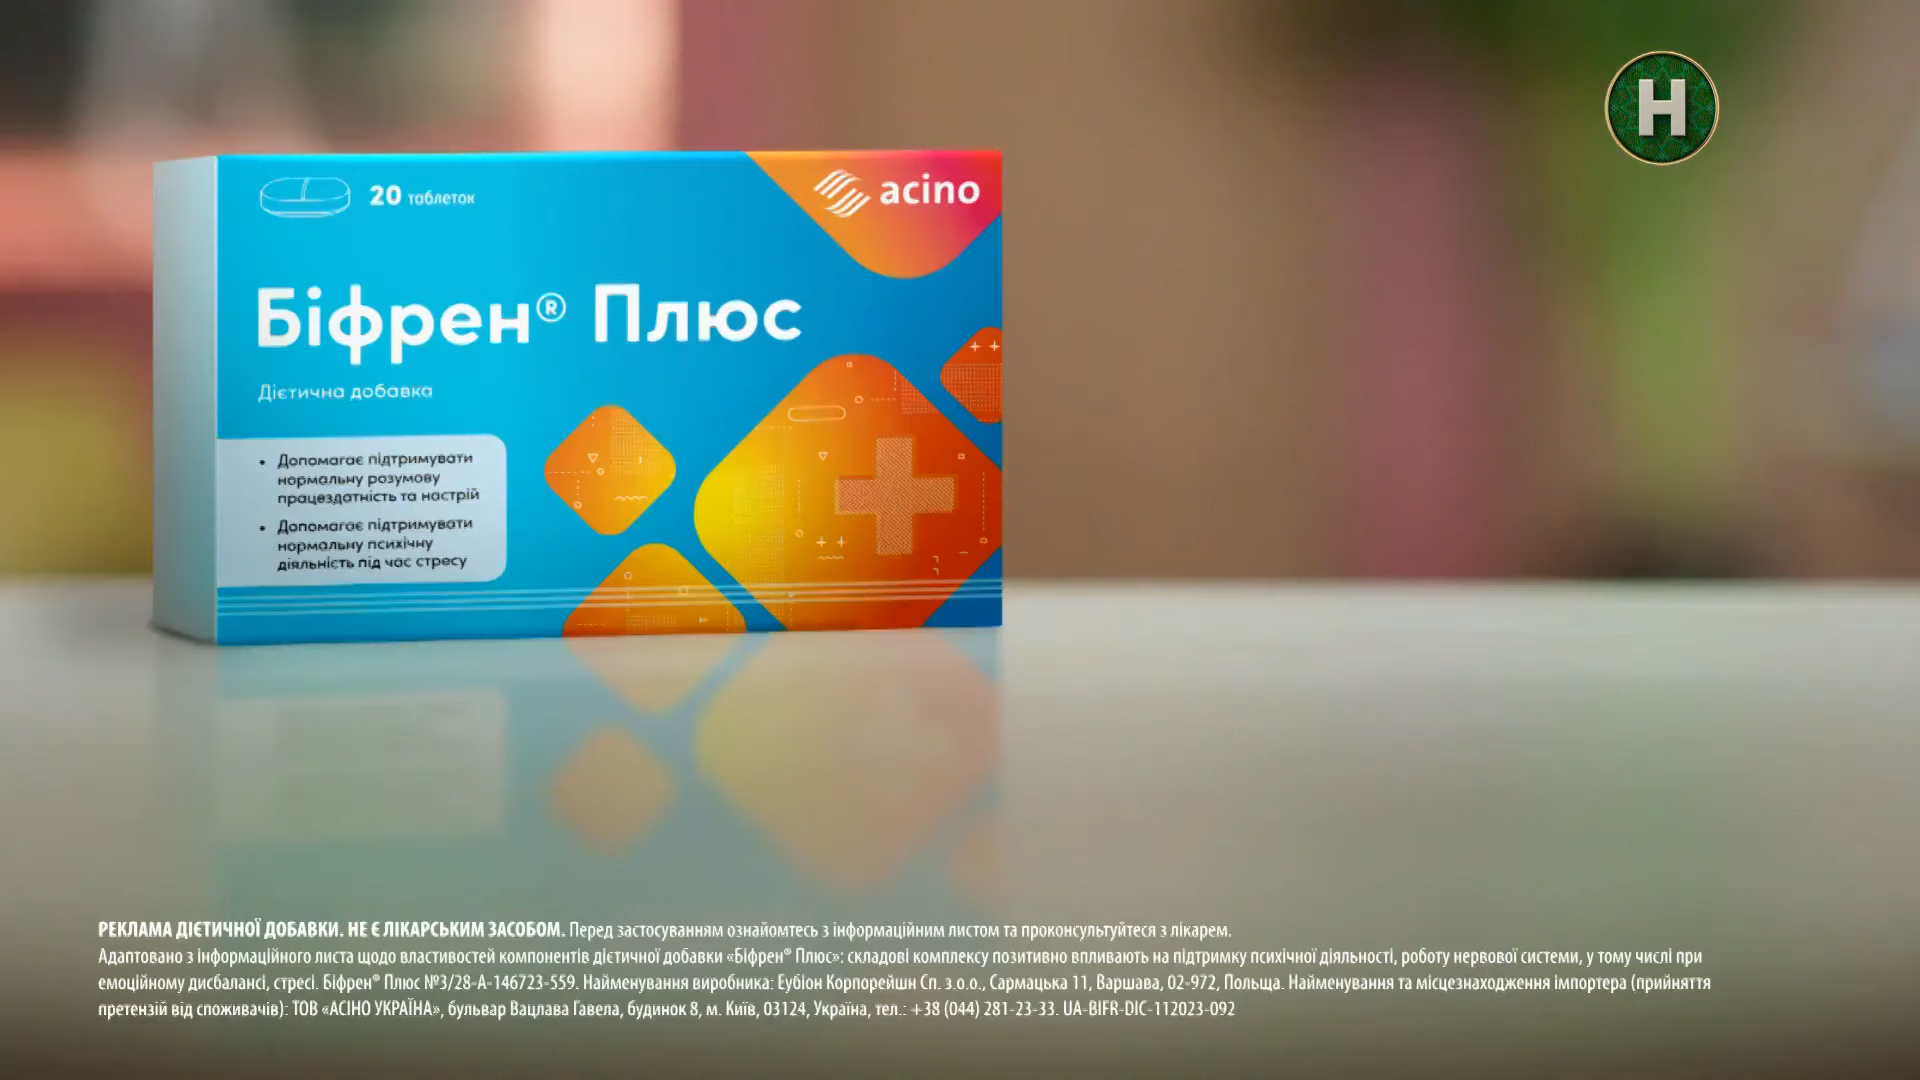 H
20 таблеток
acino
Біфрен® Плюс
Дієтична добавка
• Допомагає підтримувати
нормальну розумову
працездатність та настрій
• Допомагає підтримувати
нормальну психічну
діяльність під час стресу
РЕКЛАМА ДІЄТИЧНОЇ ДОБАВКИ. НЕ Є ЛІКАРСЬКИМ ЗАСОБОМ. Перед застосуванням ознайомтесь з інформаційним листом та проконсультуйтеся з лікарем.
Адаптовано з Інформаційного листа щодо властивостей компонентів дієтичної добавки «Біфрен® Плюс»: складові комплексу позитивно впливають на підтримку психічної діяльності, роботу нервової системи, у тому числі при
емоційному дисбалансі, стресі. Біфрен® Плюс №3/28-А-146723-559. Найменування виробника: Еубіон Корпорейшн Сп. з.о.о., Сармацька 11, Варшава, 02-972, Польща. Найменування та місцезнаходження імпортера (прийняття
претензій від споживачів): ТОВ «АСІНО УКРАЇНА», бульвар Вацлава Гавела, будинок 8, м. Київ, 03124, Україна, тел.: +38 (044) 281-23-33. UA-BIFR-DIC-112023-092